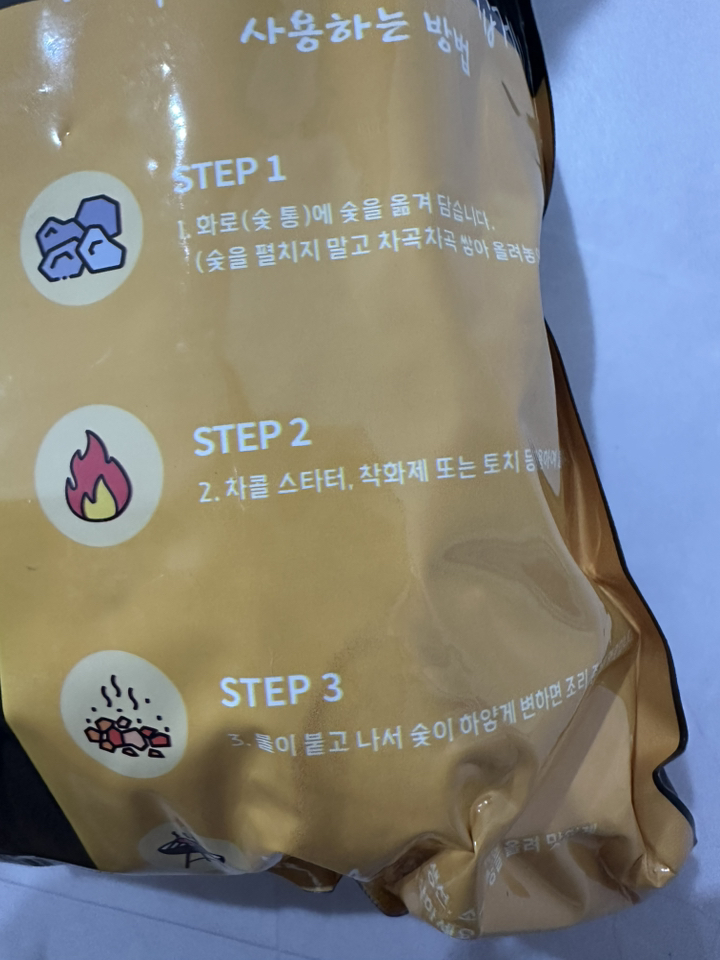 사용하는 방법
STEP 1
1. 화로(숯 통)에 숯을 옮겨 담습니다.
(숯을 펼치지 말고 차곡차곡 쌓아 올려놓
STEP 2
2. 차콜 스타터, 착화제 또는 토치 등
STEP 3
3. 불이 붙고 나서 숯이 하얗게 변하면 조리
올려